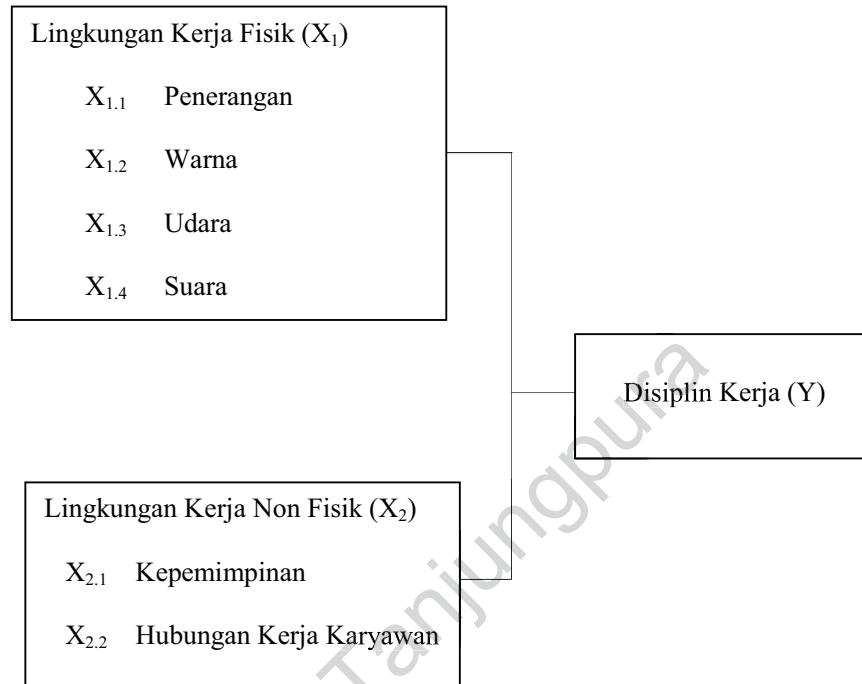 Lingkungan Kerja Fisik (X₁)
X₁.₁ Penerangan
X₁.₂ Warna
X₁.₃ Udara
X₁.₄ Suara
Disiplin Kerja (Y)
Lingkungan Kerja Non Fisik (X₂)
X₂.₁ Kepemimpinan
X₂.₂ Hubungan Kerja Karyawan
Tanjungpura